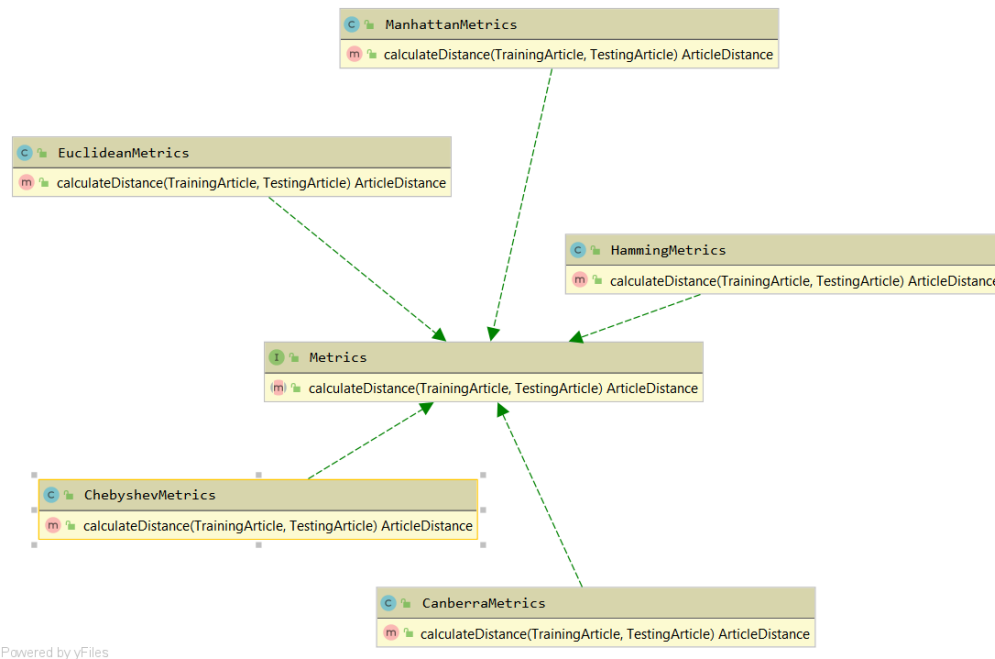 ManhattanMetrics
calculateDistance(TrainingArticle, TestingArticle) ArticleDistance
EuclideanMetrics
calculateDistance(TrainingArticle, TestingArticle) ArticleDistance
HammingMetrics
calculateDistance(TrainingArticle, TestingArticle) ArticleDistance
Metrics
calculateDistance(TrainingArticle, TestingArticle) ArticleDistance
ChebyshevMetrics
calculateDistance(TrainingArticle, TestingArticle) ArticleDistance
CanberraMetrics
calculateDistance(TrainingArticle, TestingArticle) ArticleDistance
Powered by yFiles